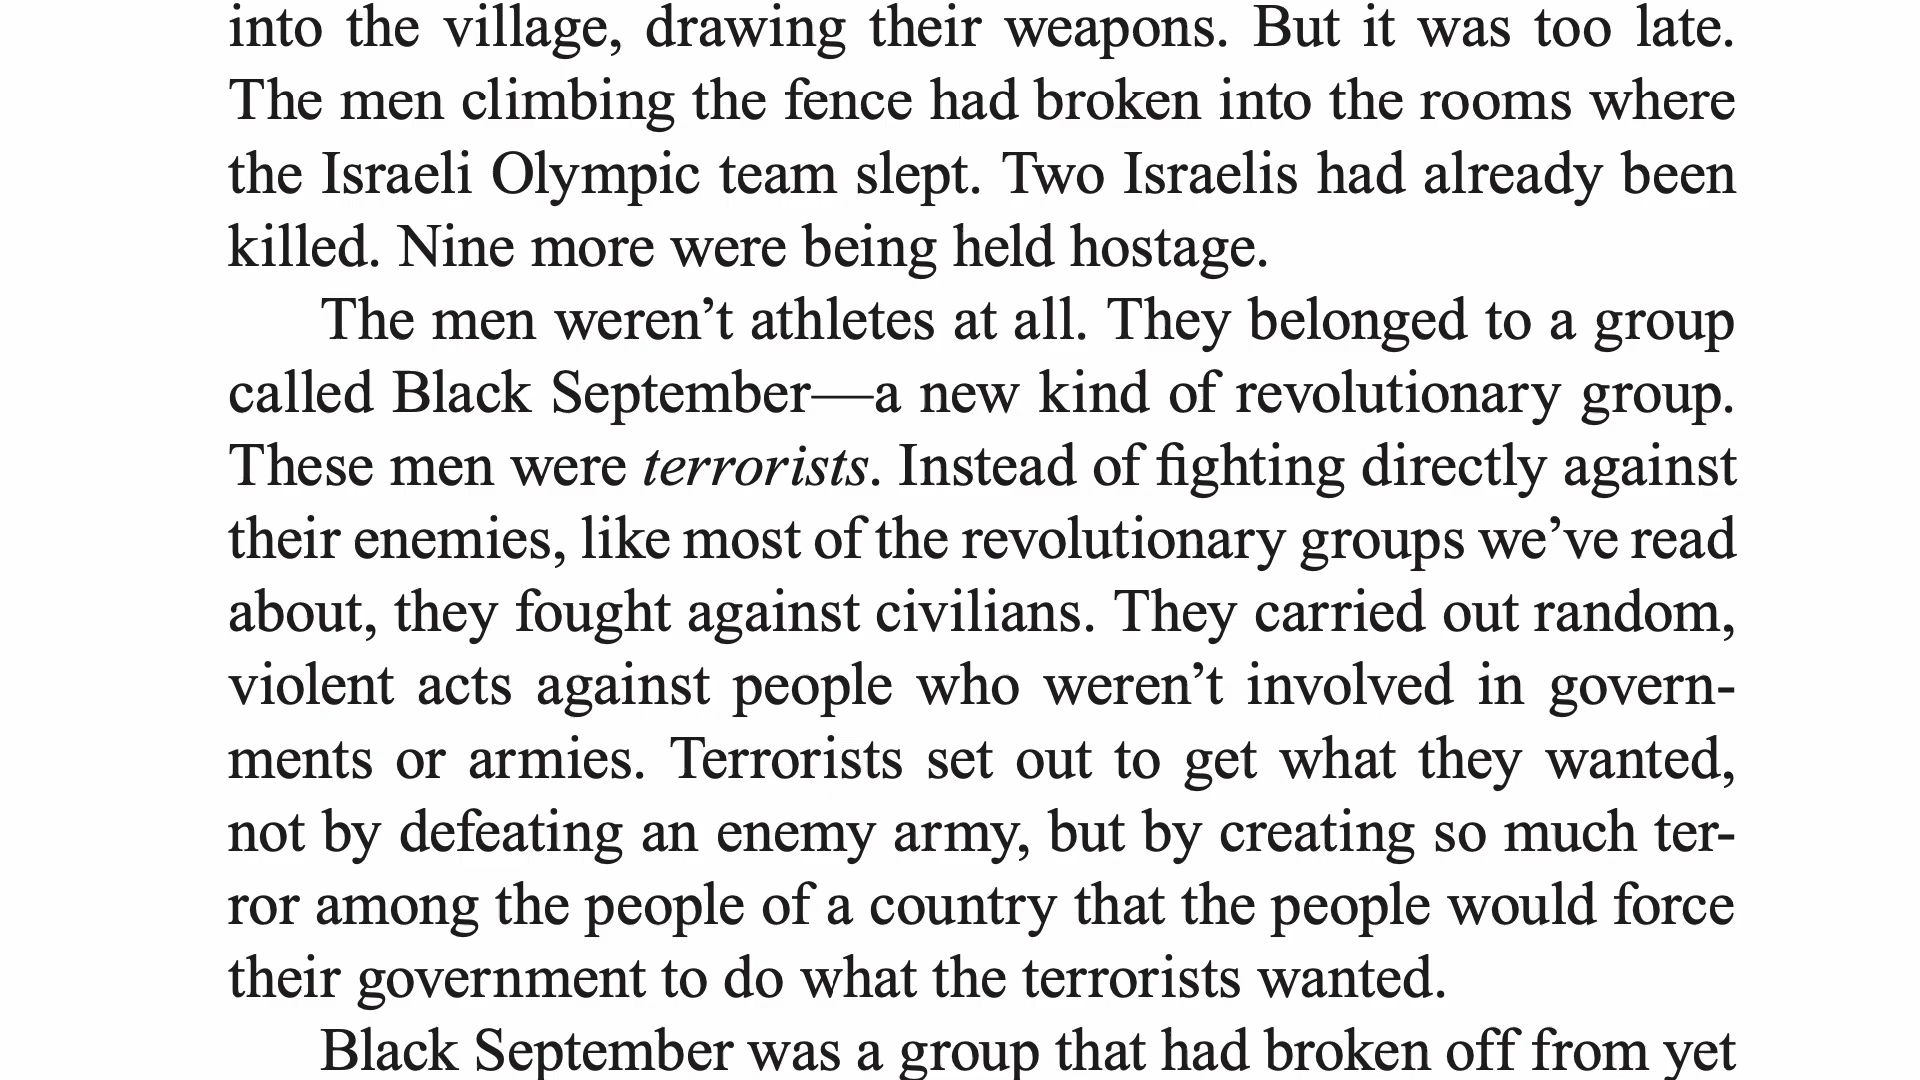 into the village, drawing their weapons. But it was too late.
The men climbing the fence had broken into the rooms where
the Israeli Olympic team slept. Two Israelis had already been
killed. Nine more were being held hostage.
The men weren’t athletes at all. They belonged to a group
called Black September—a new kind of revolutionary group.
These men were terrorists. Instead of fighting directly against
their enemies, like most of the revolutionary groups we’ve read
about, they fought against civilians. They carried out random,
violent acts against people who weren’t involved in govern-
ments or armies. Terrorists set out to get what they wanted,
not by defeating an enemy army, but by creating so much ter-
ror among the people of a country that the people would force
their government to do what the terrorists wanted.
Black September was a group that had broken off from yet